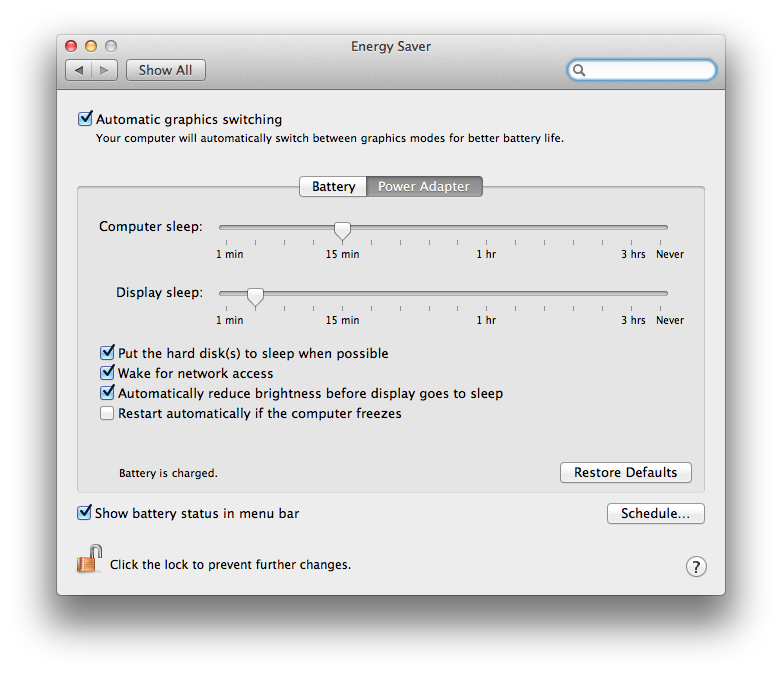 Energy Saver
Show All
Automatic graphics switching
Your computer will automatically switch between graphics modes for better battery life.
Battery Power Adapter
Computer sleep:
1 min 15 min 1 hr 3 hrs Never
Display sleep:
1 min 15 min 1 hr 3 hrs Never
Put the hard disk(s) to sleep when possible
Wake for network access
Automatically reduce brightness before display goes to sleep
Restart automatically if the computer freezes
Battery is charged. Restore Defaults
Show battery status in menu bar Schedule...
Click the lock to prevent further changes. ?